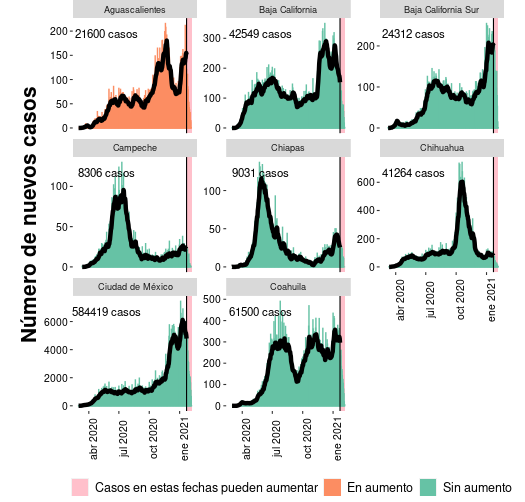 Número de nuevos casos
Aguascalientes
21600 casos
200
150
100
50
0
Baja California
42549 casos
300
200
100
0
Baja California Sur
24312 casos
200
100
0
Campeche
8306 casos
100
50
0
Chiapas
9031 casos
100
50
0
Chihuahua
41264 casos
600
400
200
0
abr 2020
jul 2020
oct 2020
ene 2021
Ciudad de México
584419 casos
6000
4000
2000
0
abr 2020
jul 2020
oct 2020
ene 2021
Coahuila
61500 casos
500
400
300
200
100
0
abr 2020
jul 2020
oct 2020
ene 2021
Casos en estas fechas pueden aumentar
En aumento
Sin aumento